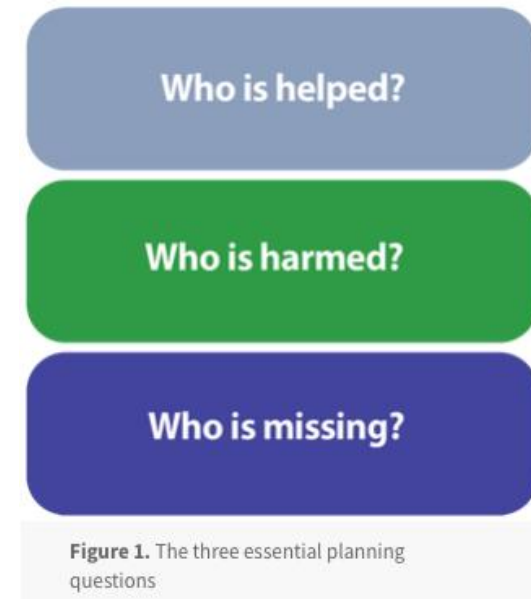 Who is helped?
Who is harmed?
Who is missing?
Figure 1. The three essential planning
questions